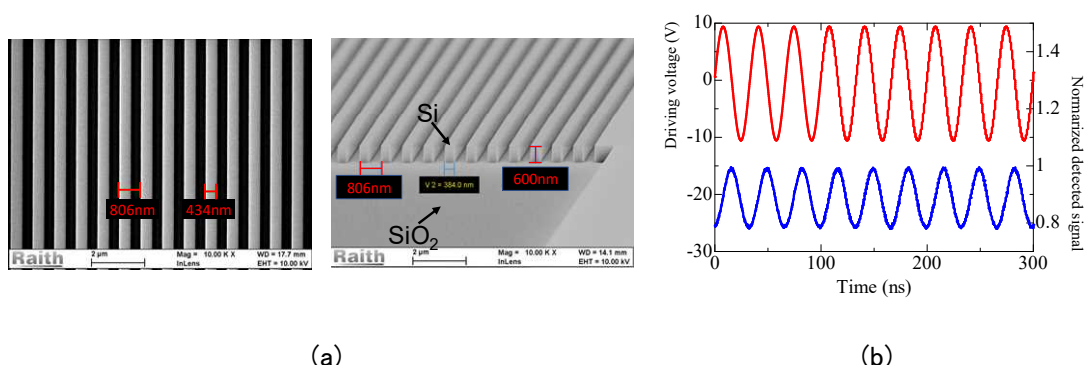 806nm
434nm
Raith
2 µm
Mag = 10.00 K X
InLens
WD = 17.7 mm
EHT = 10.00 kV
Si
806nm
V 2 = 384.0 nm
600nm
SiO2
Raith
2 µm
Mag = 10.00 K X
InLens
WD = 14.1 mm
EHT = 10.00 kV
(a)
Driving voltage (V)
10
0
-10
-20
-30
0
100
200
300
Time (ns)
1.4
1.2
1
0.8
Normalized detected signal
(b)